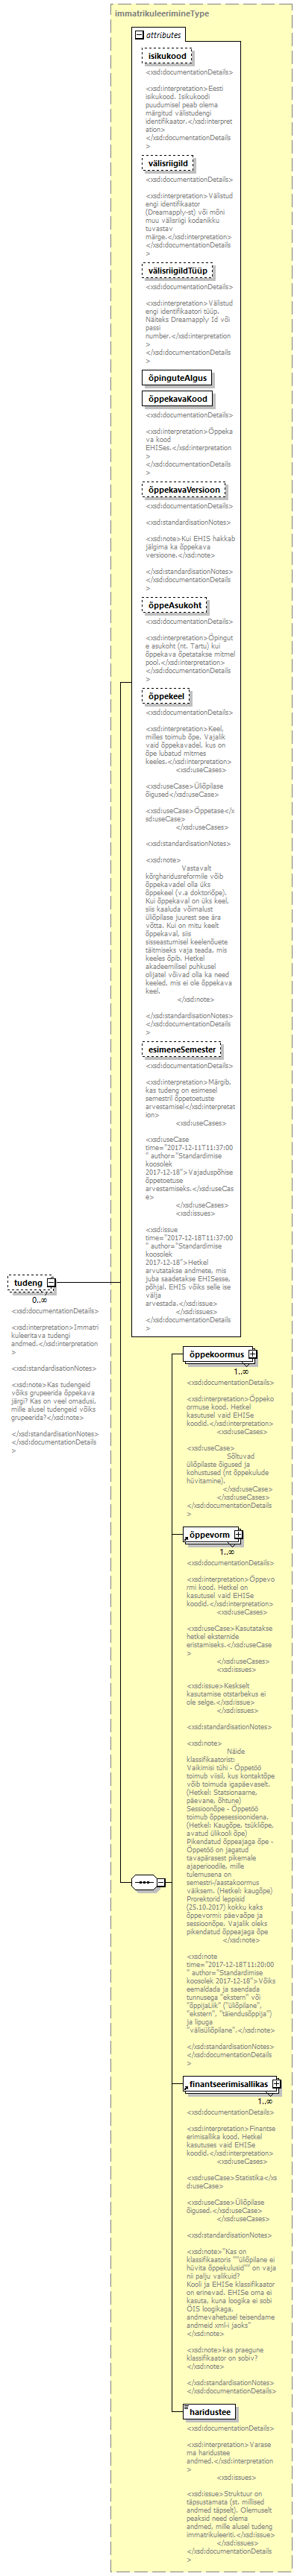 immatrikuleerimineType
attributes
isikukood
<xsd:documentationDetails>
<xsd:interpretation>Eesti
isikukood. Isikukoodi
puudumisel peab olema
märgitud välistudengi
identifikaator.</xsd:interpret
ation>
</xsd:documentationDetails
>
välisriigiId
<xsd:documentationDetails>
<xsd:interpretation>Välistud
engi identifikaator
(Dreamapply-st) või mõni
muu välisriigi kodanikku
tuvastav
märge.</xsd:interpretation>
</xsd:documentationDetails
>
välisriigiIdTüüp
<xsd:documentationDetails>
<xsd:interpretation>Välistud
engi identifikaatori tüüp.
Näiteks Dreamapply Id või
passi
number.</xsd:interpretation
>
</xsd:documentationDetails
>
õpinguteAlgus
õppekavaKood
<xsd:documentationDetails>
<xsd:interpretation>Õppeka
va kood
EHISes.</xsd:interpretation
>
</xsd:documentationDetails
>
õppekavaVersioon
<xsd:documentationDetails>
<xsd:standardisationNotes>
<xsd:note>Kui EHIS hakkab
jälgima ka õppekava
versioone.</xsd:note>
</xsd:standardisationNotes>
</xsd:documentationDetails
>
õppeAsukoht
<xsd:documentationDetails>
<xsd:interpretation>Õpingut
e asukoht (nt. Tartu) kui
õppekava õpetatakse mitmel
pool.</xsd:interpretation>
</xsd:documentationDetails
>
õppekeel
<xsd:documentationDetails>
<xsd:interpretation>Keel,
milles toimub õpe. Vajalik
vaid õppekavadel, kus on
õpe lubatud mitmes
keeles.</xsd:interpretation>
<xsd:useCases>
<xsd:useCase>Üliõpilase
õigused</xsd:useCase>
<xsd:useCase>Õppetase</x
sd:useCase>
</xsd:useCases>
<xsd:standardisationNotes>
<xsd:note>
Vastavalt
kõrgharidusreformile võib
õppekavadel olla üks
õppekeel (v.a doktoriõpe).
Kui õppekaval on üks keel,
siis kaaluda võimalust
üliõpilase juurest see ära
võtta. Kui on mitu keelt
õppekaval, siis
sisseastumisel keelenõuete
täitmiseks vaja teada, mis
keeles õpib. Hetkel
akadeemilisel puhkusel
olijatel võivad olla ka need
keeled, mis ei ole õppekava
keel.
</xsd:note>
</xsd:standardisationNotes>
</xsd:documentationDetails
>
esimeneSemester
<xsd:documentationDetails>
<xsd:interpretation>Märgib,
kas tudeng on esimesel
semestril õppetoetuste
arvestamisel</xsd:interpretat
ion>
<xsd:useCases>
<xsd:useCase
time="2017-12-11T11:37:00
" author="Standardimise
koosolek
2017-12-18">Vajaduspõhise
õppetoetuse
arvestamiseks.</xsd:useCas
e>
</xsd:useCases>
<xsd:issues>
<xsd:issue
time="2017-12-18T11:37:00
" author="Standardimise
koosolek
2017-12-18">Hetkel
arvutatakse andmete, mis
juba saadetakse EHISesse,
põhjal. EHIS võiks selle ise
välja
arvestada.</xsd:issue>
</xsd:issues>
</xsd:documentationDetails
>
tudeng
0..∞
<xsd:documentationDetails>
<xsd:interpretation>Immatri
kuleeritava tudengi
andmed.</xsd:interpretation
>
<xsd:standardisationNotes>
<xsd:note>Kas tudengeid
võiks grupeerida õppekava
järgi? Kas on veel omadusi,
mille alusel tudengeid võiks
grupeerida?</xsd:note>
</xsd:standardisationNotes>
</xsd:documentationDetails
>
õppekoormus
1..∞
<xsd:documentationDetails>
<xsd:interpretation>Õppeko
ormuse kood. Hetkel
kasutusel vaid EHISe
koodid.</xsd:interpretation>
<xsd:useCases>
<xsd:useCase>
Sõltuvad
üliõpilaste õigused ja
kohustused (nt õppekulude
hüvitamine).
</xsd:useCase>
</xsd:useCases>
</xsd:documentationDetails
>
õppevorm
1..∞
<xsd:documentationDetails>
<xsd:interpretation>Õppevo
rmi kood. Hetkel on
kasutusel vaid EHISe
koodid.</xsd:interpretation>
<xsd:useCases>
<xsd:useCase>Kasutatakse
hetkel eksternide
eristamiseks.</xsd:useCase
>
</xsd:useCases>
<xsd:issues>
<xsd:issue>Keskselt
kasutamise otstarbekus ei
ole selge.</xsd:issue>
</xsd:issues>
<xsd:standardisationNotes>
<xsd:note>
Näide
klassifikaatorist:
Vaikimisi tühi - Õppetöö
toimub viisil, kus kontaktõpe
võib toimuda igapäevaselt.
(Hetkel: Statsionaarne,
päevane, õhtune)
Sessioonõpe - Õppetöö
toimub õppesessioonidena.
(Hetkel: Kaugõpe, tsükliõpe,
avatud ülikooli õpe)
Pikendatud õppeajaga õpe -
Õppetöö on jagatud
tavapärasest pikemale
ajaperioodile, mille
tulemusena on
semestri-/aastakoormus
väiksem. (Hetkel: kaugõpe)
Prorektorid leppisid
(25.10.2017) kokku kaks
õppevormi: päevaõpe ja
sessioonõpe. Vajalik oleks
pikendatud õppeajaga õpe
</xsd:note>
<xsd:note
time="2017-12-18T11:20:00
" author="Standardimise
koosolek 2017-12-18">Võiks
eemaldada ja saendada
tunnusega "ekstern" või
"õppijaLiik" ("üliõpilane",
"ekstern", "täiendusõppija")
ja lipuga
"välisüliõpilane".</xsd:note>
</xsd:standardisationNotes>
</xsd:documentationDetails
>
finantseerimisallikas
1..∞
<xsd:documentationDetails>
<xsd:interpretation>Finantse
erimisallika kood. Hetkel
kasutuses vaid EHISe
koodid</xsd:interpretation>
<xsd:useCases>
<xsd:useCase>Statistika</xs
d:useCase>
<xsd:useCase>Üliõpilase
õigused.</xsd:useCase>
</xsd:useCases>
<xsd:standardisationNotes>
<xsd:note>"Kas on
klassifikaatoris ""üliõpilane ei
hüvita õppekulusid"" on vaja
nii palju valikuid?
Kooli ja EHISe klassifikaator
on erinevad. EHISe oma ei
kasuta, kuna loogika ei sobi
ÕIS loogikaga,
andmevahetusel teisendame
andmeid xml-i jaoks"
</xsd:note>
<xsd:note>kas praegune
klassifikaator on sobiv?
</xsd:note>
</xsd:standardisationNotes>
</xsd:documentationDetails>
haridustee
<xsd:documentationDetails>
<xsd:interpretation>Varase
ma haridustee
andmed.</xsd:interpretation
>
<xsd:issues>
<xsd:issue>Struktuur on
täpsustamata (st. millised
andmed täpselt). Olemuselt
peaksid need olema
andmed, mille alusel tudeng
immatrikuleeriti.</xsd:issue>
</xsd:issues>
</xsd:documentationDetails
>